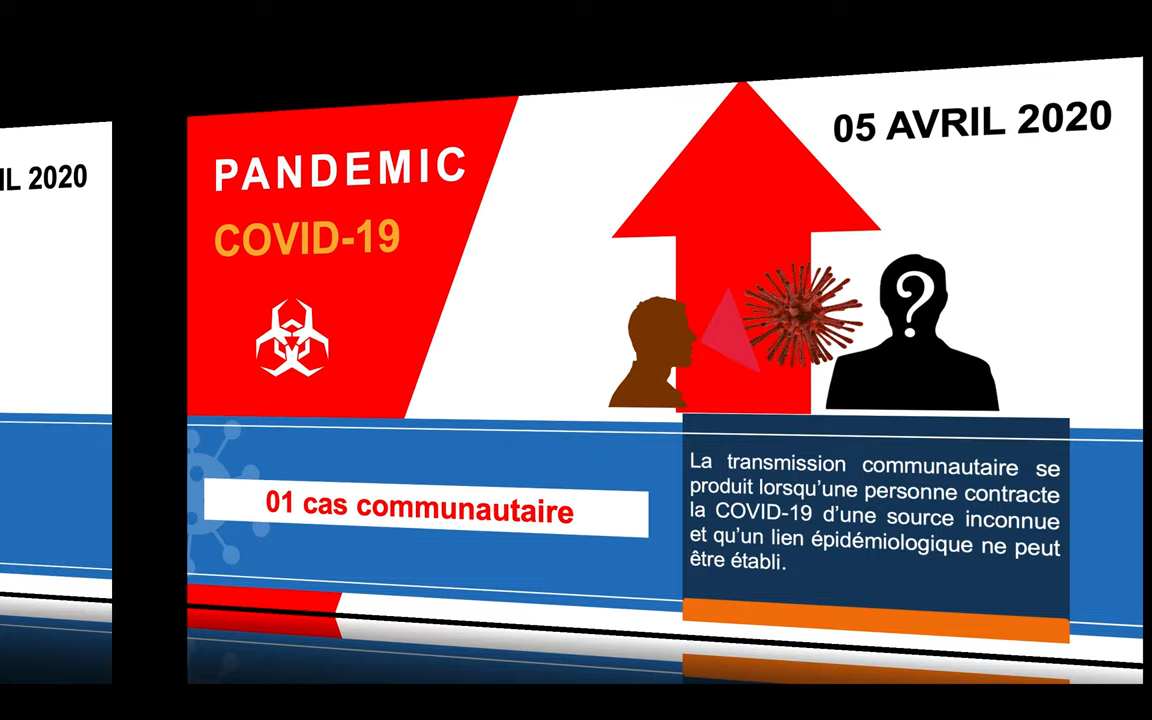 IL 2020
PANDEMIC
COVID-19
05 AVRIL 2020
?
01 cas communautaire
La transmission communautaire se
produit lorsqu'une personne contracte
la COVID-19 d'une source inconnue
et qu'un lien épidémiologique ne peut
être établi.